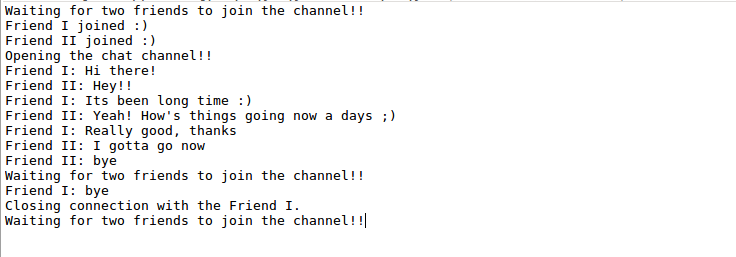 Waiting for two friends to join the channel!!
Friend I joined :)
Friend II joined :)
Opening the chat channel!!
Friend I: Hi there!
Friend II: Hey!!
Friend I: Its been long time :)
Friend II: Yeah! How's things going now a days ;)
Friend I: Really good, thanks
Friend II: I gotta go now
Friend II: bye
Waiting for two friends to join the channel!!
Friend I: bye
Closing connection with the Friend I.
Waiting for two friends to join the channel!!